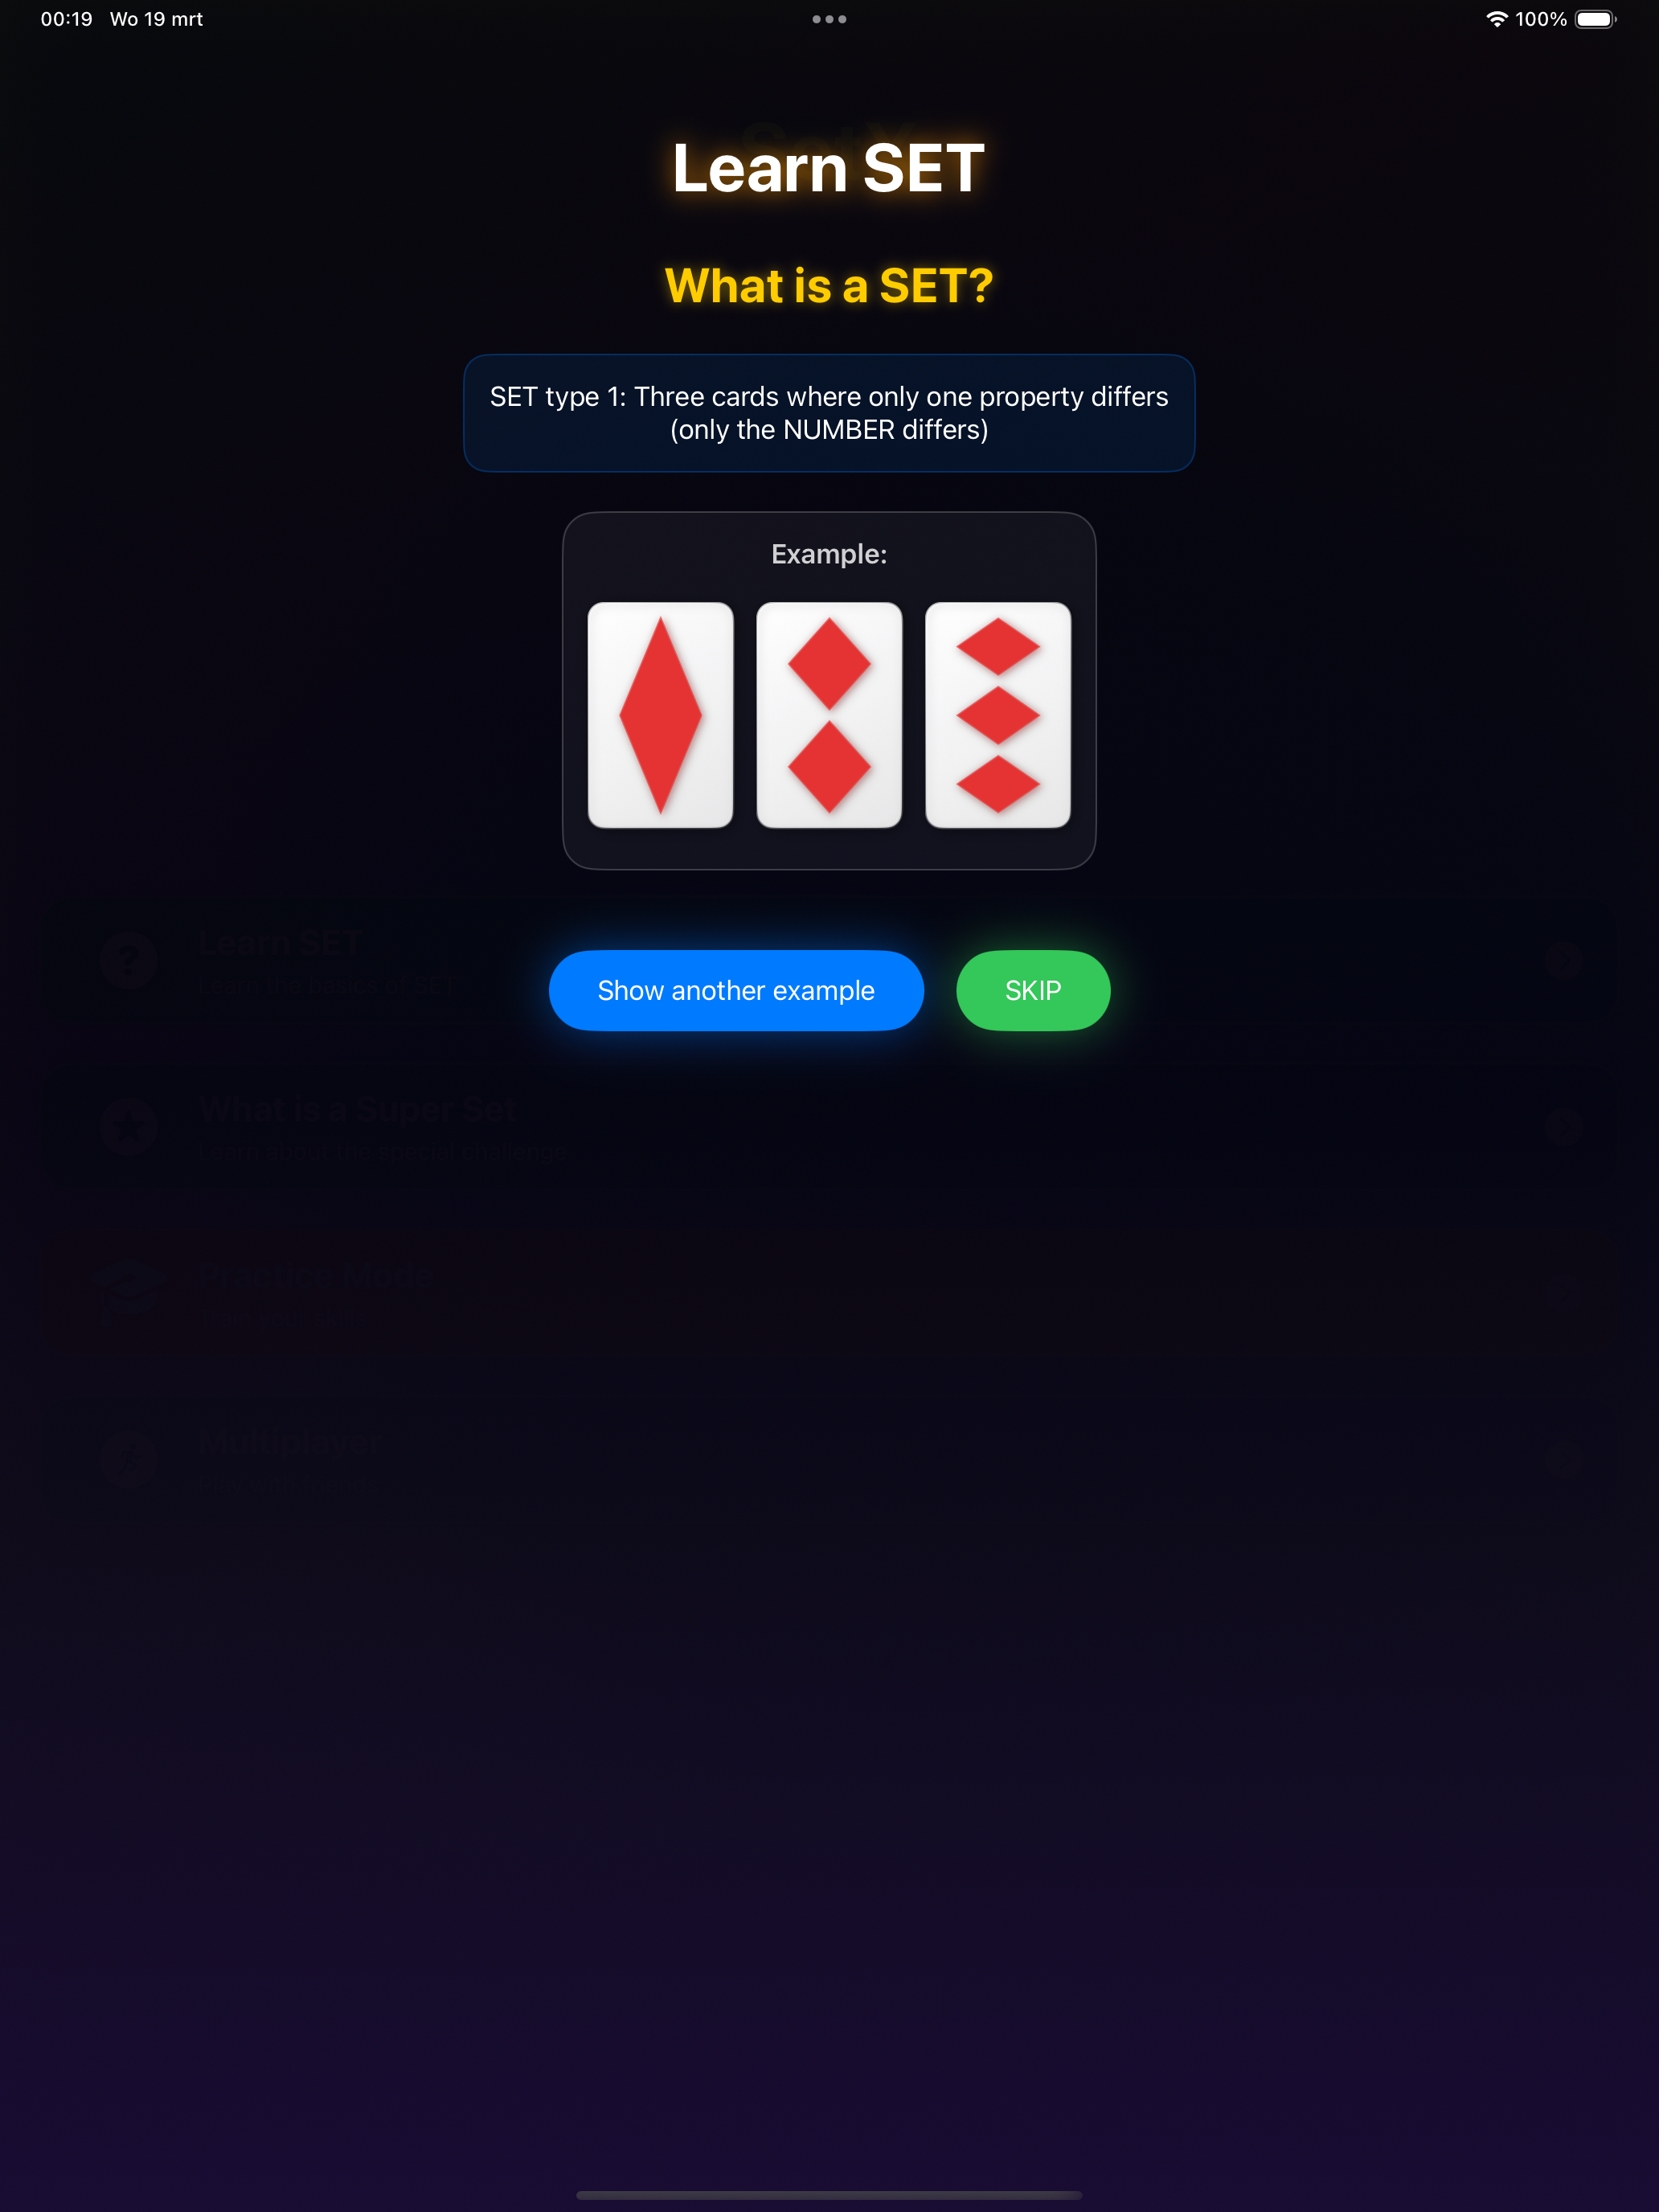 00:19 Wo 19 mrt
100%
Learn SET
What is a SET?
SET type 1: Three cards where only one property differs
(only the NUMBER differs)
Example:
Show another example
SKIP
Learn SET
Learn the basics of SET
What is a Super Set
Learn about the special challenge
Practice Mode
Multiplayer